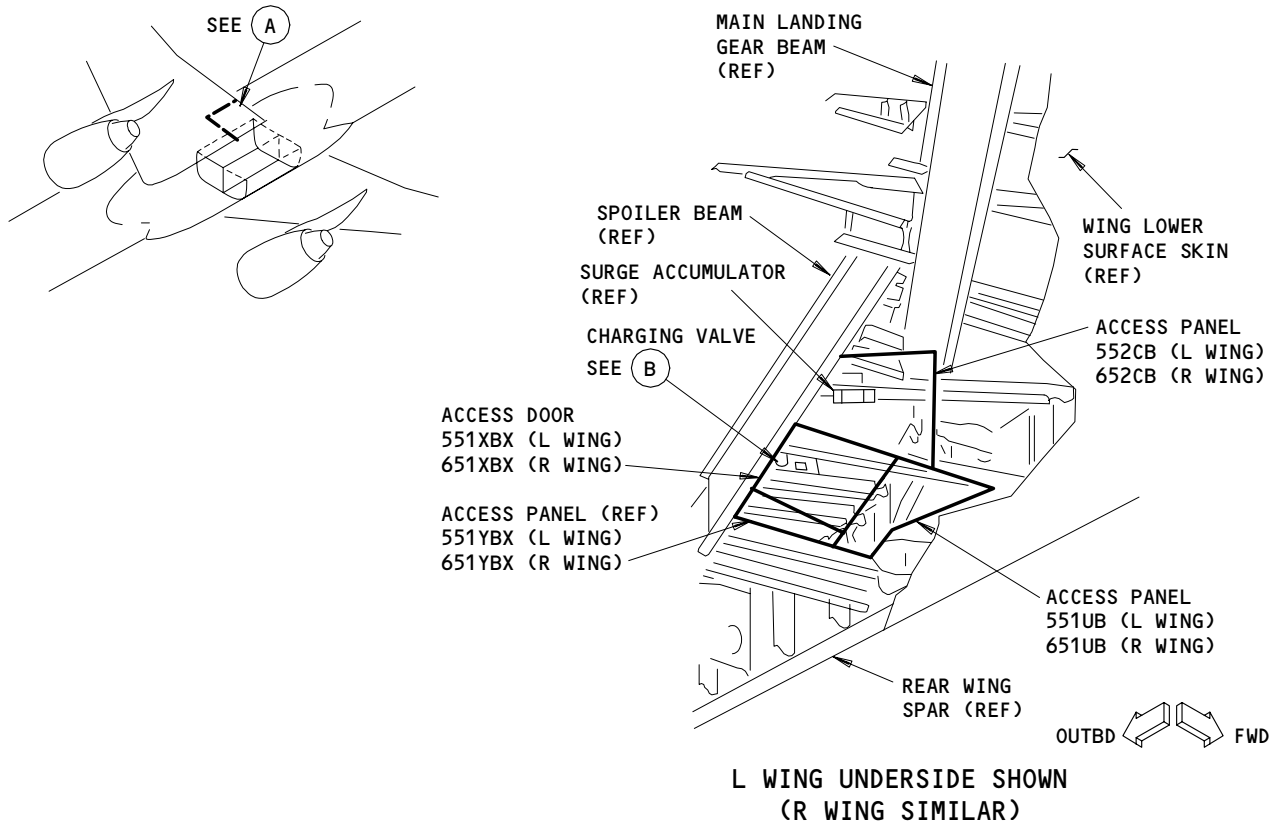 SEE A
MAIN LANDING
GEAR BEAM
(REF)
SPOILER BEAM
(REF)
SURGE ACCUMULATOR
(REF)
CHARGING VALVE
SEE B
ACCESS DOOR
551XBX (L WING)
651XBX (R WING)
ACCESS PANEL (REF)
551YBX (L WING)
651YBX (R WING)
WING LOWER
SURFACE SKIN
(REF)
ACCESS PANEL
552CB (L WING)
652CB (R WING)
ACCESS PANEL
551UB (L WING)
651UB (R WING)
REAR WING
SPAR (REF)
OUTBD FWD
L WING UNDERSIDE SHOWN
(R WING SIMILAR)